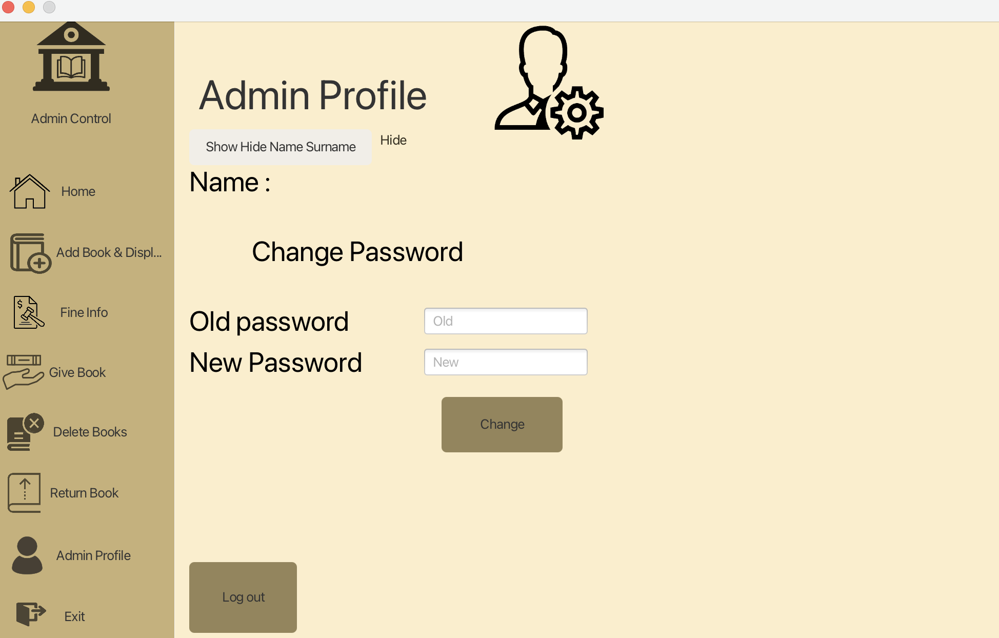 Admin Control
Home
Add Book & Displ...
Fine Info
$
Give Book
Delete Books
Return Book
Admin Profile
Exit
Admin Profile
Show Hide Name Surname
Hide
Name :
Change Password
Old password
Old
New Password
New
Change
Log out